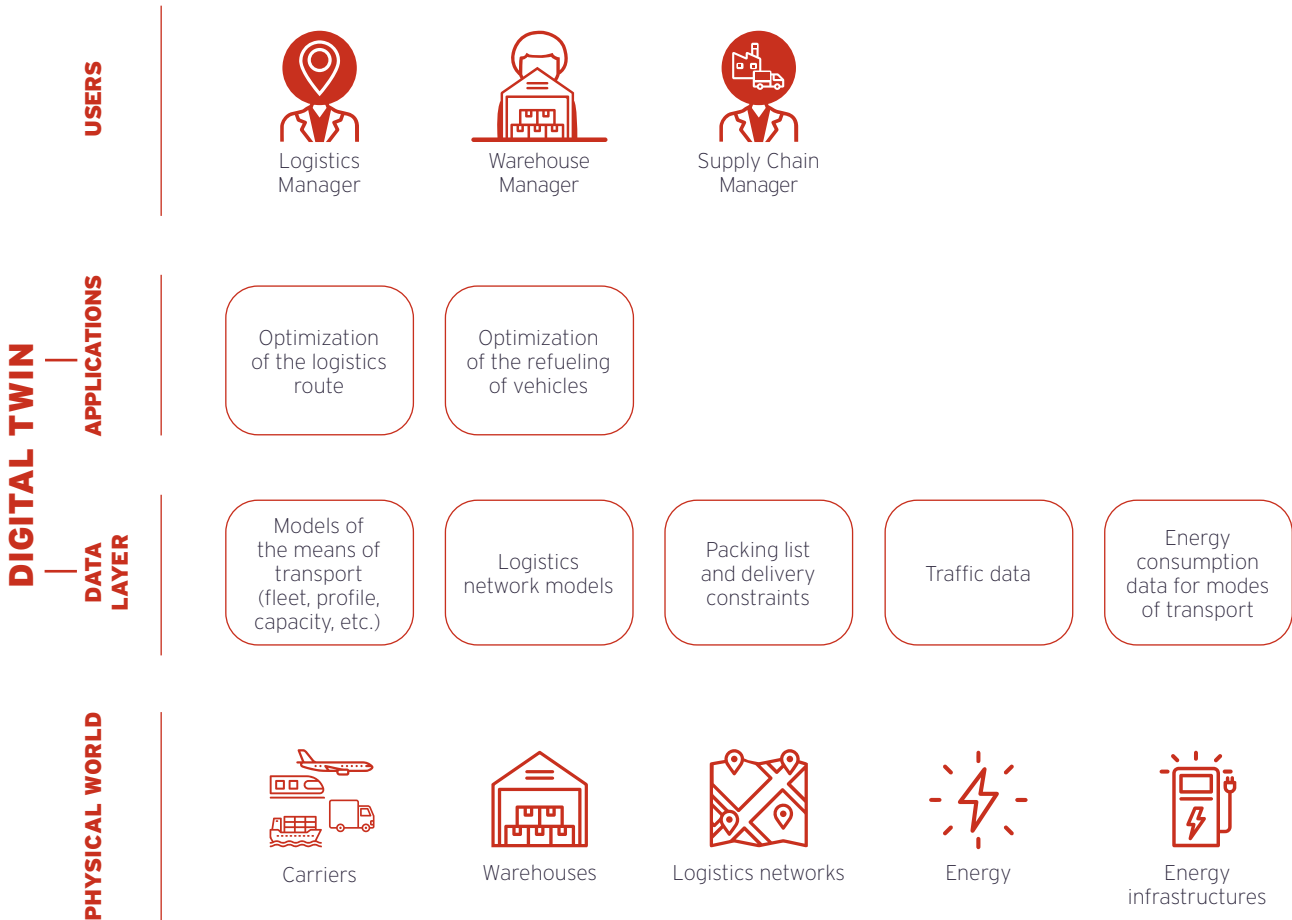 USERS
Logistics
Manager
Warehouse
Manager
Supply Chain
Manager
DIGITAL TWIN
APPLICATIONS
Optimization
of the logistics
route
Optimization
of the refueling
of vehicles
DATA
LAYER
Models of
the means of
transport
(fleet, profile,
capacity, etc.)
Logistics
network models
Packing list
and delivery
constraints
Traffic data
Energy
consumption
data for modes
of transport
PHYSICAL WORLD
Carriers
Warehouses
Logistics networks
Energy
Energy
infrastructures